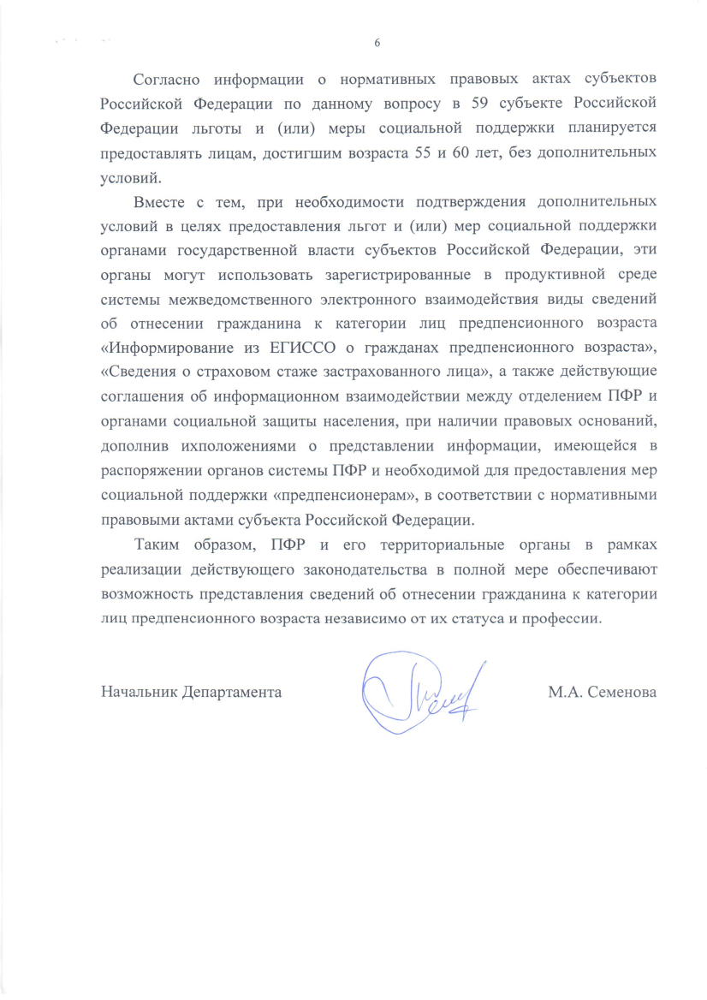 6
Согласно информации о нормативных правовых актах субъектов
Российской Федерации по данному вопросу в 59 субъекте Российской
Федерации льготы и (или) меры социальной поддержки планируется
предоставлять лицам, достигшим возраста 55 и 60 лет, без дополнительных
условий.
Вместе с тем, при необходимости подтверждения дополнительных
условий в целях предоставления льгот и (или) мер социальной поддержки
органами государственной власти субъектов Российской Федерации, эти
органы могут использовать зарегистрированные в продуктивной среде
системы межведомственного электронного взаимодействия виды сведений
об отнесении гражданина к категории лиц предпенсионного возраста
«Информирование из ЕГИССО о гражданах предпенсионного возраста»,
«Сведения о страховом стаже застрахованного лица», а также действующие
соглашения об информационном взаимодействии между отделением ПФР и
органами социальной защиты населения, при наличии правовых оснований,
дополнив ихположениями о представлении информации, имеющейся в
распоряжении органов системы ПФР и необходимой для предоставления мер
социальной поддержки «предпенсионерам», в соответствии с нормативными
правовыми актами субъекта Российской Федерации.
Таким образом, ПФР и его территориальные органы в рамках
реализации действующего законодательства в полной мере обеспечивают
возможность представления сведений об отнесении гражданина к категории
лиц предпенсионного возраста независимо от их статуса и профессии.
Начальник Департамента М.А. Семенова